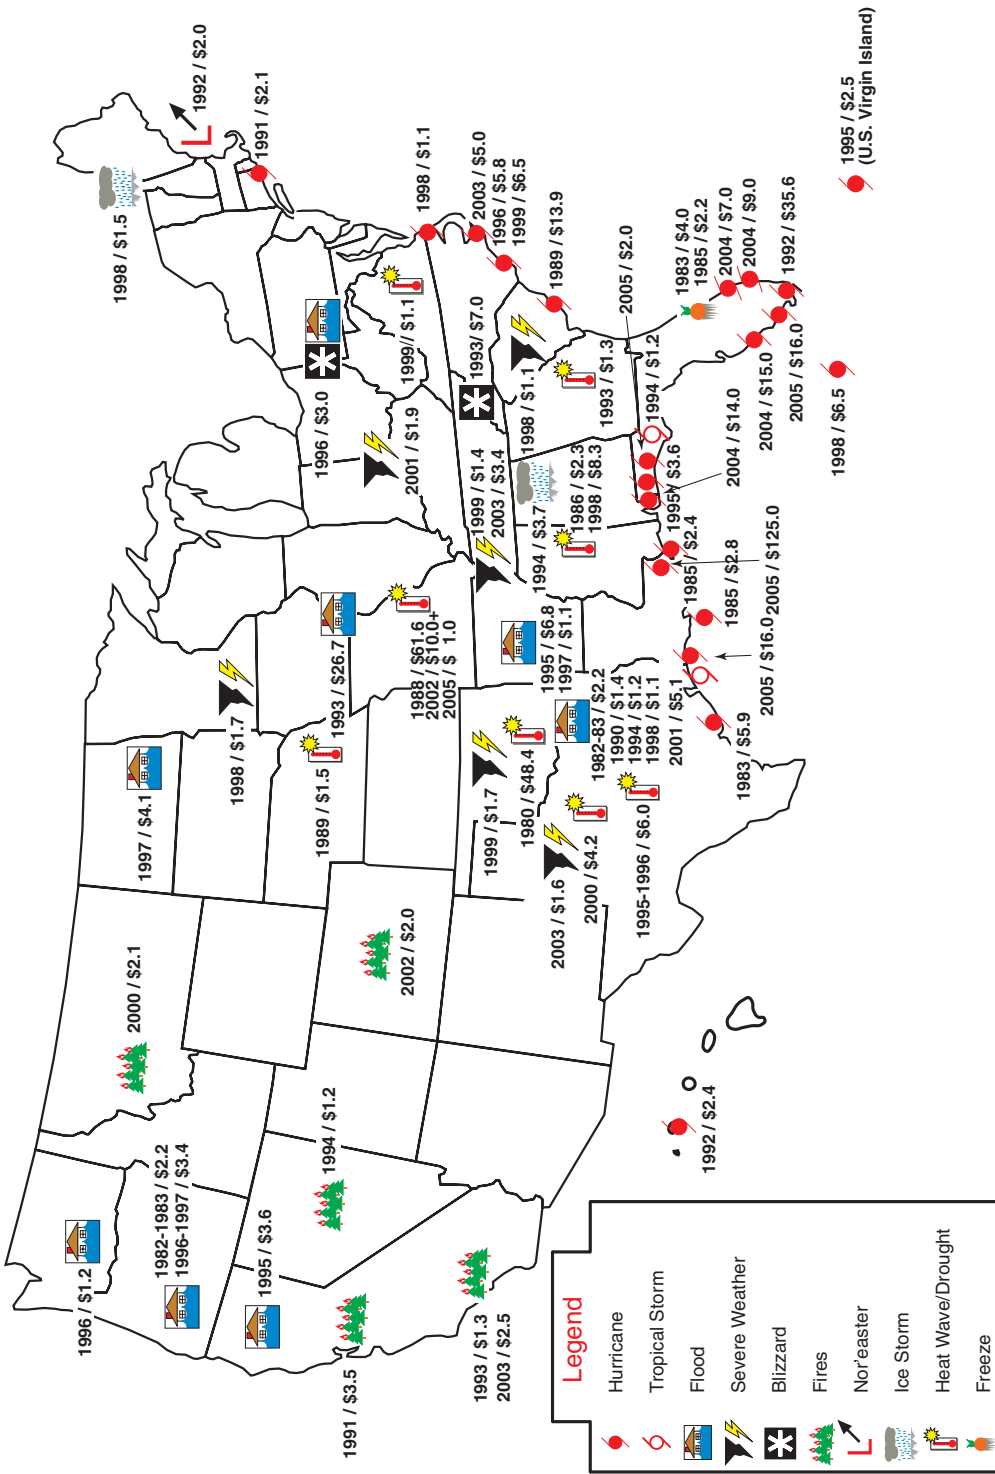 1992 / $2.0
1998 / $1.5
1991 / $2.1
1996 / $1.2
1982-1983 / $2.2
1996-1997 / $3.4
1995 / $3.6
1991 / $3.5
1993 / $1.3
2003 / $2.5
1994 / $1.2
2000 / $2.1
2002 / $2.0
1997 / $4.1
1998 / $1.7
1989 / $1.5
1993 / $26.7
1988 / $61.6
2002 / $10.0+
2005 / $ 1.0
1996 / $3.0
2001 / $1.9
1999// $1.1
1998 / $1.1
2003 / $5.0
1996 / $5.8
1999 / $6.5
1993/ $7.0
1999 / $1.4
2003 / $3.4
1998 / $1.1
1989 / $13.9
1994 / $3.7
1986 / $2.3
1998 / $8.3
1993 / $1.3
2005 / $2.0
1994 / $1.2
1983 / $4.0
1985 / $2.2
2004 / $7.0
2004 / $9.0
1992 / $35.6
2005 / $16.0
2004 / $15.0
2004 / $14.0
1995 / $3.6
1985 / $2.4
1985 / $2.8
2005 / $125.0
2005 / $16.0
1995 / $6.8
1997 / $1.1
1982-983 / $2.2
1990 / $1.4
1994 / $1.2
1998 / $1.1
2001 / $5.1
1999 / $1.7
1980 / $48.4
2003 / $1.6
2000 / $4.2
1995-1996 / $6.0
1983 / $5.9
1998 / $6.5
1995 / $2.5
(U.S. Virgin Island)
1992 / $2.4
Legend
Hurricane
Tropical Storm
Flood
Severe Weather
Blizzard
Fires
Nor'easter
Ice Storm
Heat Wave/Drought
Freeze